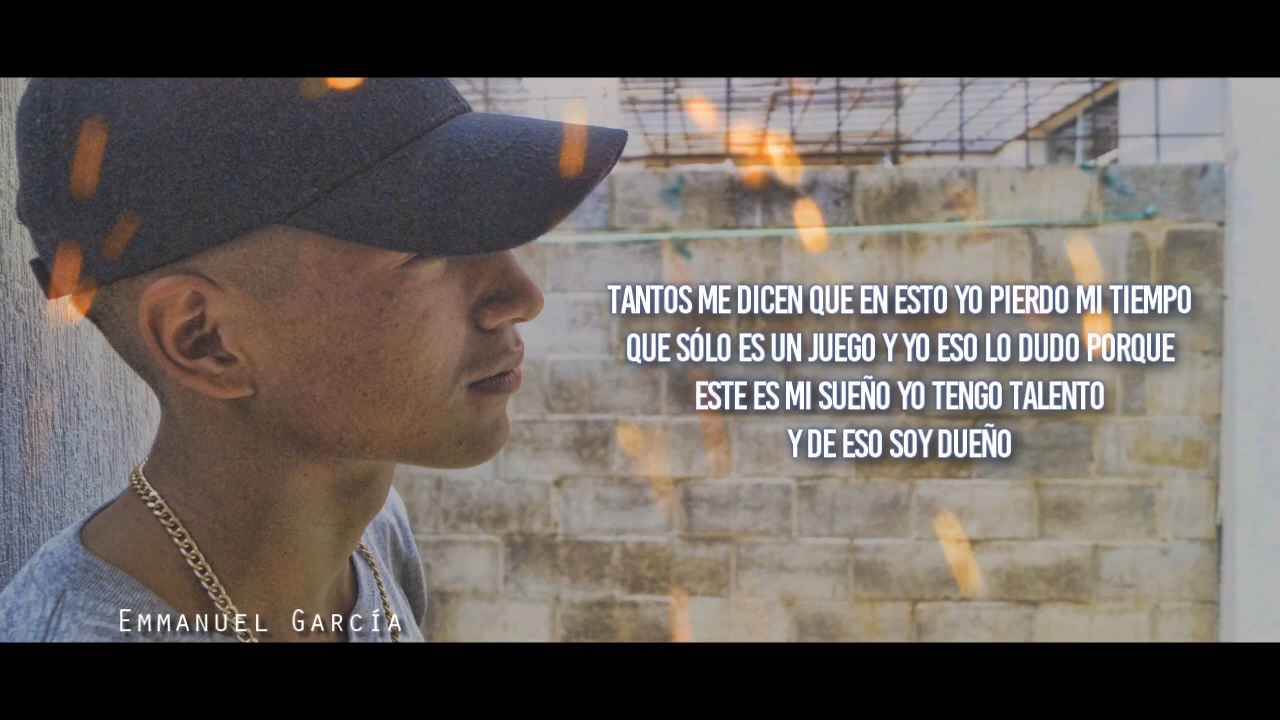 TANTOS ME DICEN QUE EN ESTO YO PIERDO MI TIEMPO
QUE SÓLO ES UN JUEGO Y YO ESO LO DUDO PORQUE
ESTE ES MI SUEÑO YO TENGO TALENTO
Y DE ESO SOY DUEÑO
EMMANUEL GARCÍA